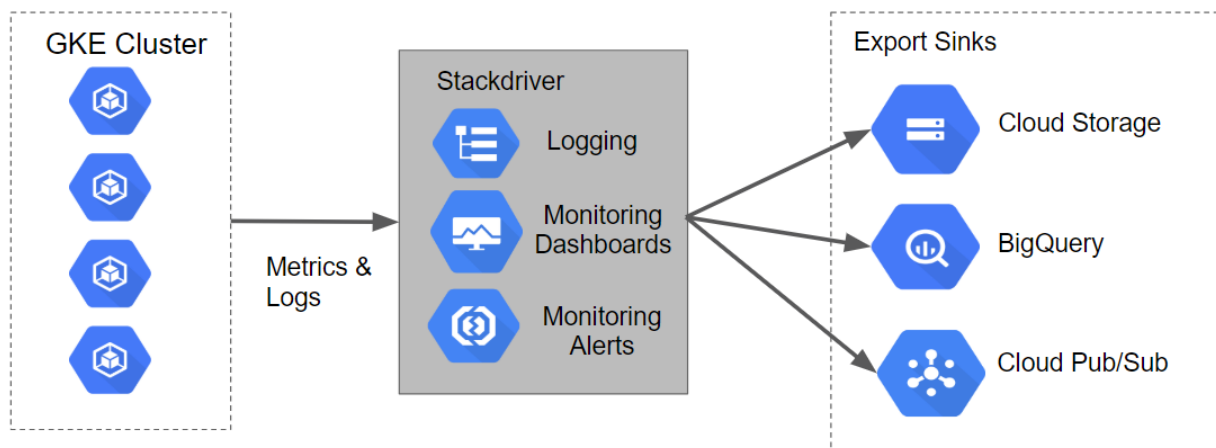 GKE Cluster
Metrics &
Logs
Stackdriver
Logging
Monitoring
Dashboards
Monitoring
Alerts
Export Sinks
Cloud Storage
BigQuery
Cloud Pub/Sub